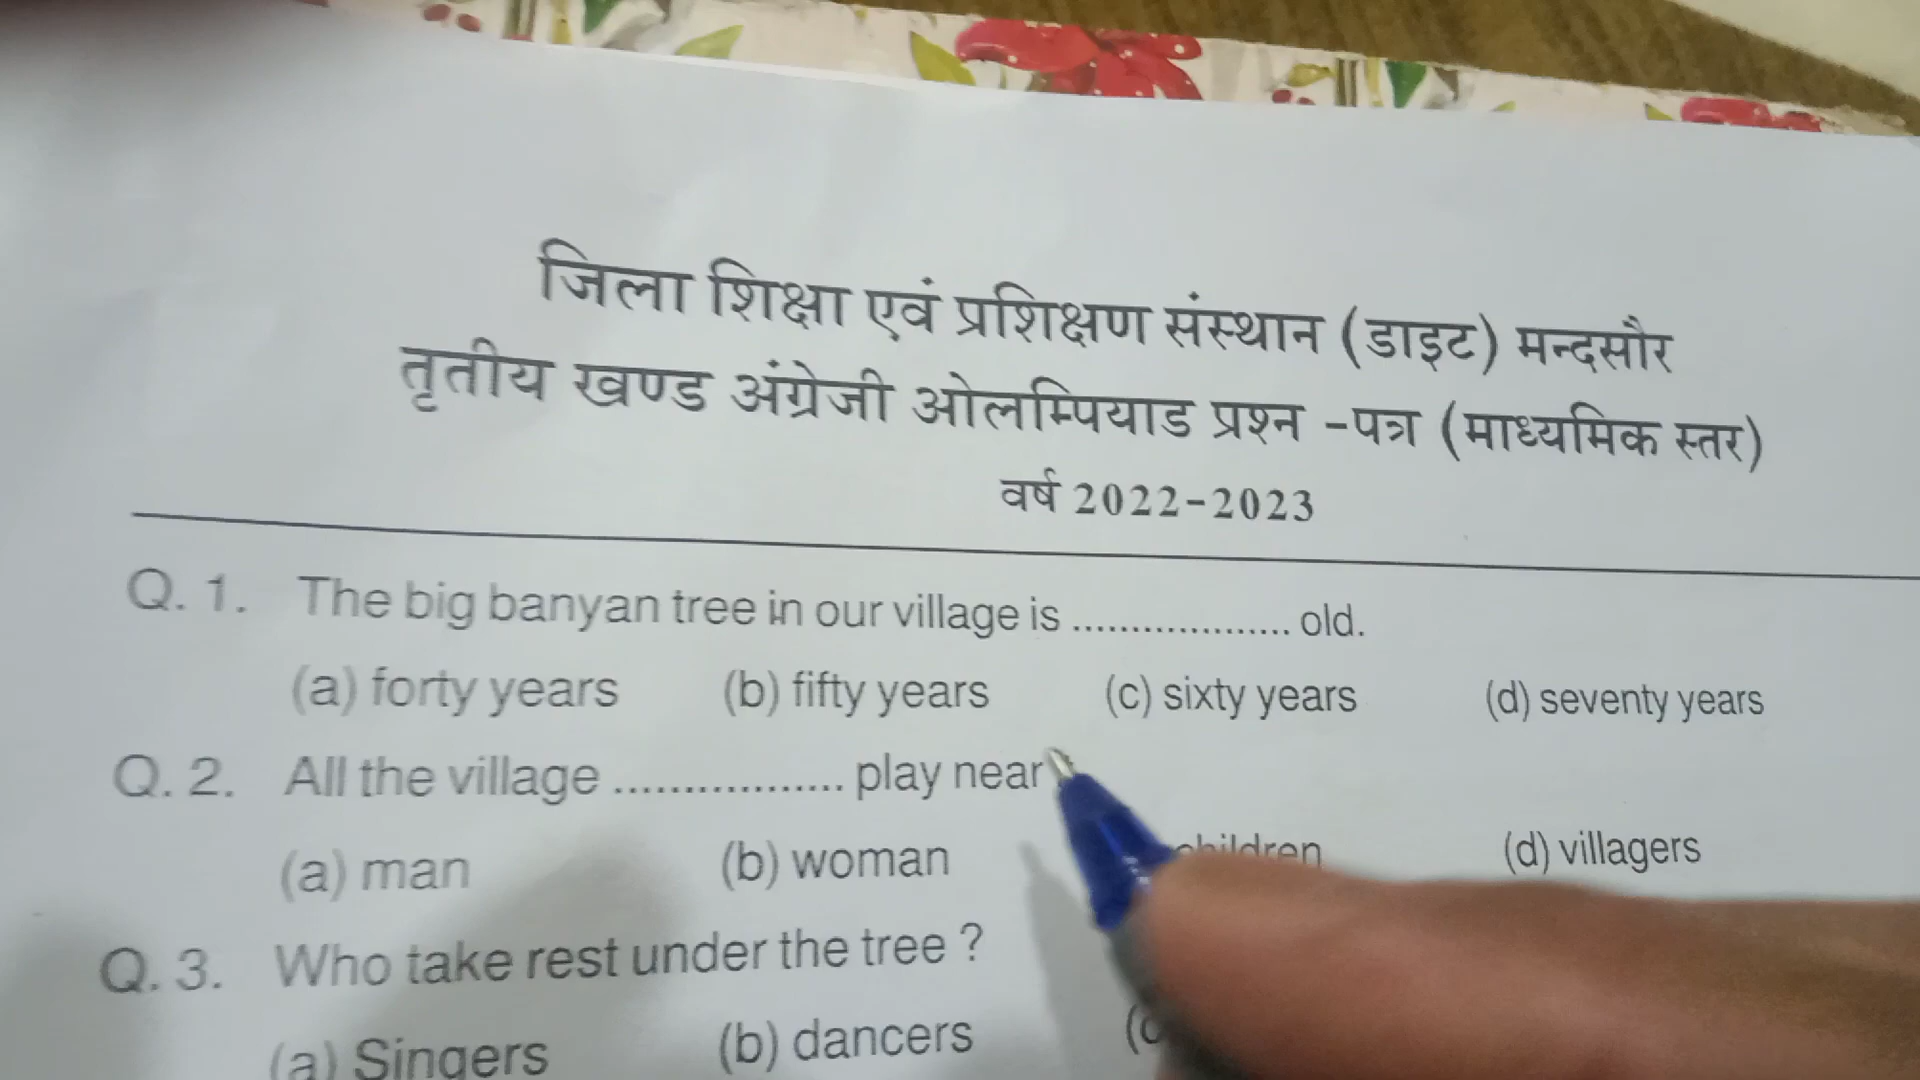 जिला शिक्षा एवं प्रशिक्षण संस्थान (डाइट) मन्दसौर
तृतीय खण्ड अंग्रेजी ओलम्पियाड प्रश्न -पत्र (माध्यमिक स्तर)
वर्ष 2022-2023
Q. 1. The big banyan tree in our village is ................... old.
(a) forty years (b) fifty years (c) sixty years (d) seventy years
Q. 2. All the village ................. play near
(a) man (b) woman children (d) villagers
Q. 3. Who take rest under the tree ?
(a) Singers (b) dancers